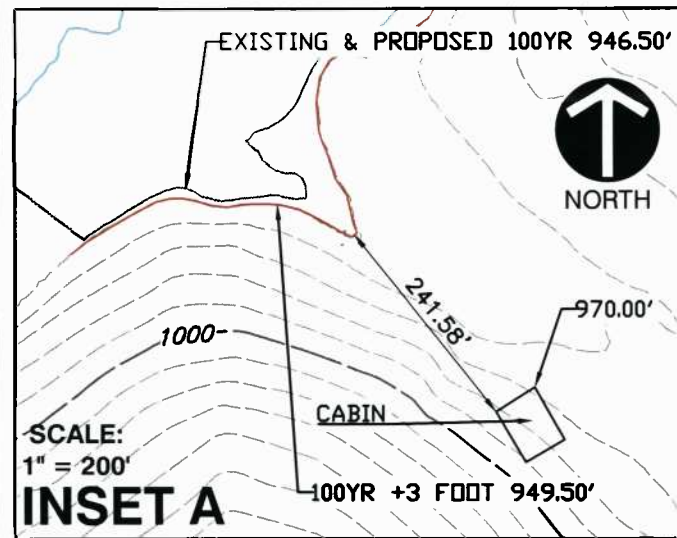 EXISTING & PROPOSED 100YR 946.50'
NORTH
241.58'
970.00'
1000-
CABIN
SCALE:
1" = 200'
100YR +3 FOOT 949.50'
INSET A